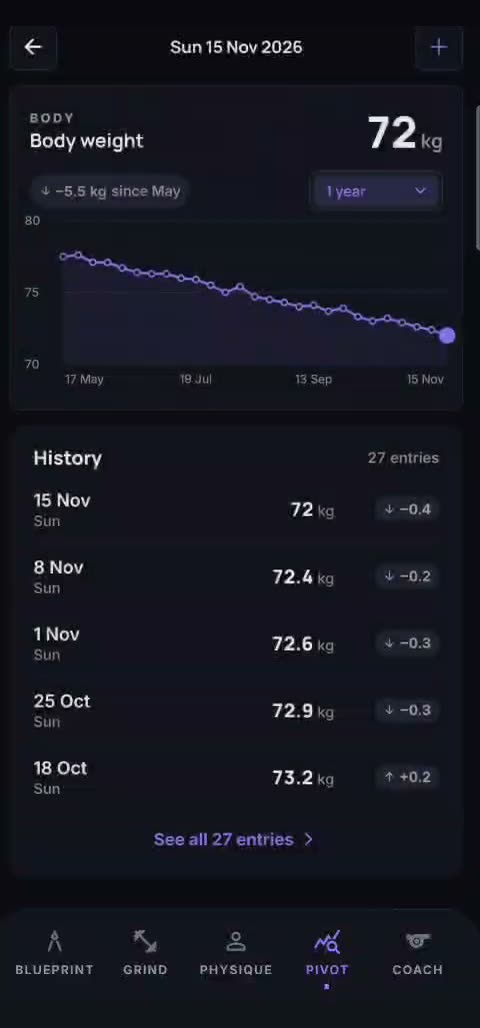 Sun 15 Nov 2026
BODY
Body weight
72 kg
↓ −5.5 kg since May
1 year
80
75
70
17 May 19 Jul 13 Sep 15 Nov
History 27 entries
15 Nov
Sun
72 kg ↓ −0.4
8 Nov
Sun
72.4 kg ↓ −0.2
1 Nov
Sun
72.6 kg ↓ −0.3
25 Oct
Sun
72.9 kg ↓ −0.3
18 Oct
Sun
73.2 kg ↑ +0.2
See all 27 entries
BLUEPRINT GRIND PHYSIQUE PIVOT COACH